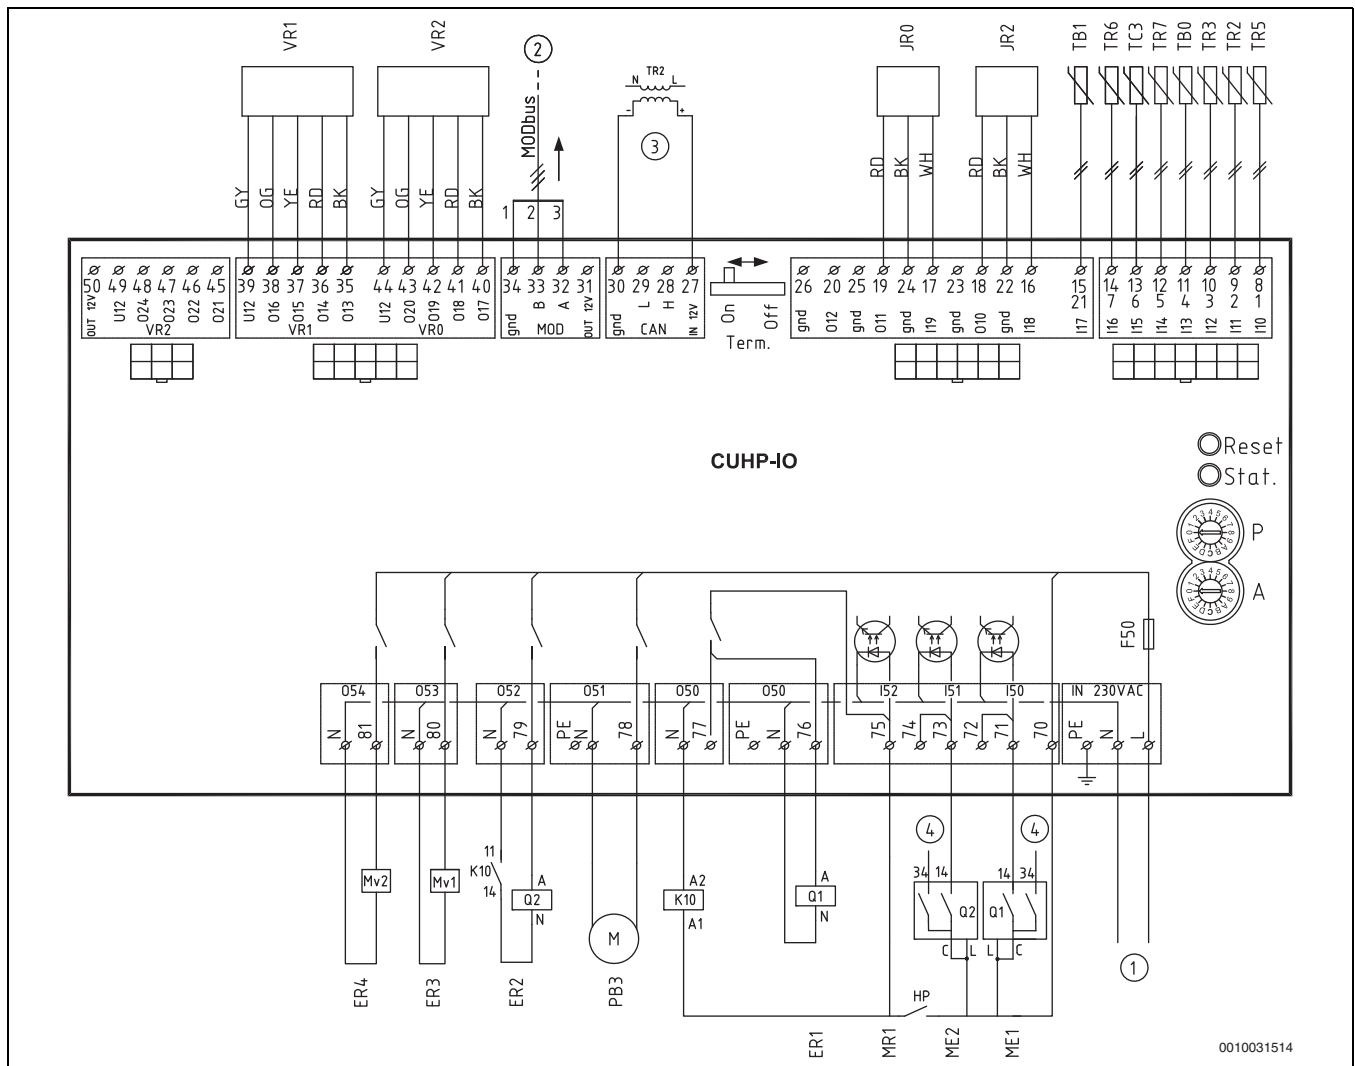 VR1 VR2 2 JR0 JR2 TB1 TR6 TC3 TR7 TB0 TR3 TR2 TR5
TR2
N L
- +
MODbus
3
GY OG YE RD BK GY OG YE RD BK
RD BK WH RD BK WH
1 2 3
50 49 48 47 46 45
OUT 12V U12 O24 O23 O22 O21
VR2
39 38 37 36 35 44 43 42 41 40
U12 O16 O15 O14 O13 U12 O20 O19 O18 O17
VR1 VR0
34 33 32 31
gnd B A OUT 12V
MOD
30 29 28 27
gnd L H IN 12V
CAN
On Off
Term.
26 20 25 19 24 17 23 18 22 16
gnd O12 gnd O11 gnd I19 gnd O10 gnd I18
15 14 13 12 11 10 9 8
21 7 6 5 4 3 2 1
I17 I16 I15 I14 I13 I12 I11 I10
CUHP-IO
Reset
Stat.
P
A
F50
O54 O53 O52 O51 O50 O50 I52 I51 I50 IN 230VAC
N 81 N 80 N 79 PE N 78 N 77 PE N 76 75 74 73 72 71 70 PE N L
4 4
11
K10
14
34 14 14 34
Mv2 Mv1
A
Q2
N
A2
K10
A1
A
Q1
N
Q2 Q1
C L L C
M
1
HP
ER4 ER3 ER2 PB3 ER1 MR1 ME2 ME1
0010031514